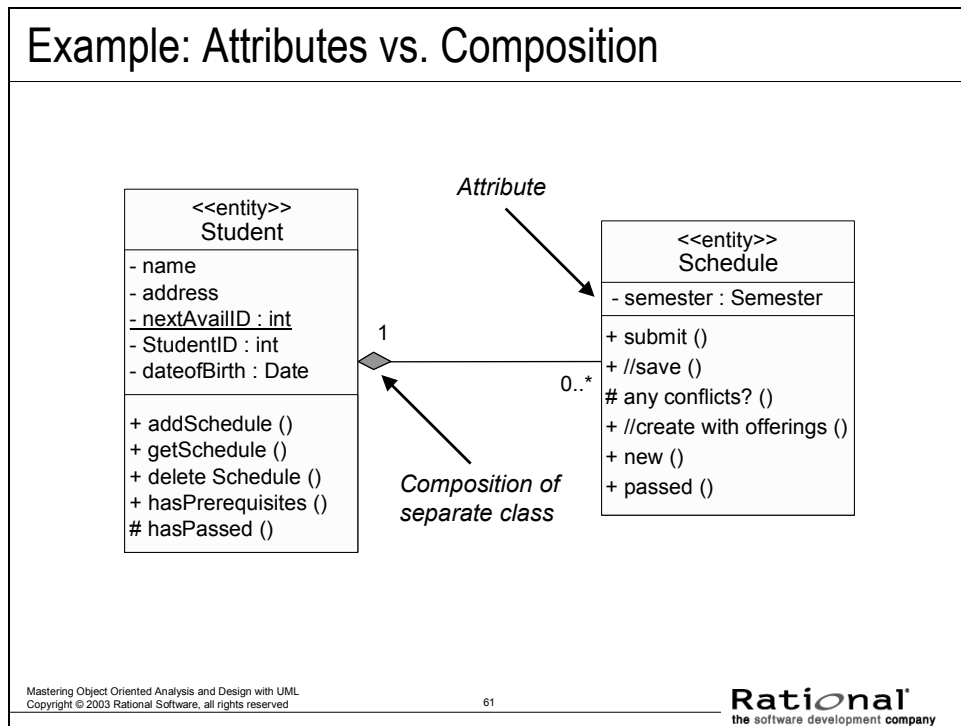 Example: Attributes vs. Composition
Attribute
<<entity>>
Student
- name
- address
- nextAvailID : int
- StudentID : int
- dateofBirth : Date
+ addSchedule ()
+ getSchedule ()
+ delete Schedule ()
+ hasPrerequisites ()
# hasPassed ()
1
0..*
Composition of
separate class
<<entity>>
Schedule
- semester : Semester
+ submit ()
+ //save ()
# any conflicts? ()
+ //create with offerings ()
+ new ()
+ passed ()
Mastering Object Oriented Analysis and Design with UML
Copyright © 2003 Rational Software, all rights reserved
61
Rational
the software development company